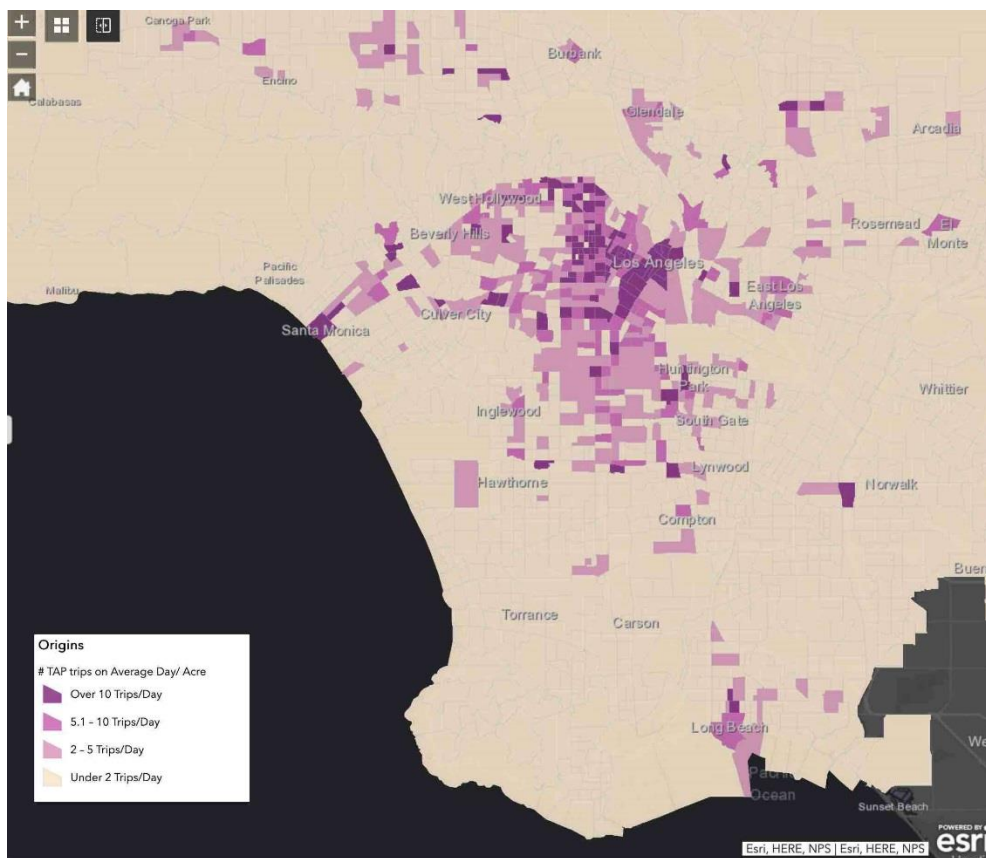 +
−
Canoga Park
Burbank
Encino
Calabasas
Glendale
Arcadia
West Hollywood
Rosemead
El
Monte
Beverly Hills
Los Angeles
Pacific
Palisades
Malibu
East Los
Angeles
Culver City
Santa Monica
Huntington
Park
Whittier
Inglewood
South Gate
Lynwood
Hawthorne
Norwalk
Compton
Buen
Torrance
Carson
Origins
# TAP trips on Average Day/ Acre
Over 10 Trips/Day
5.1 – 10 Trips/Day
2 – 5 Trips/Day
Under 2 Trips/Day
Long Beach
We
Ocean
Sunset Beach
POWERED BY
esri
Esri, HERE, NPS | Esri, HERE, NPS